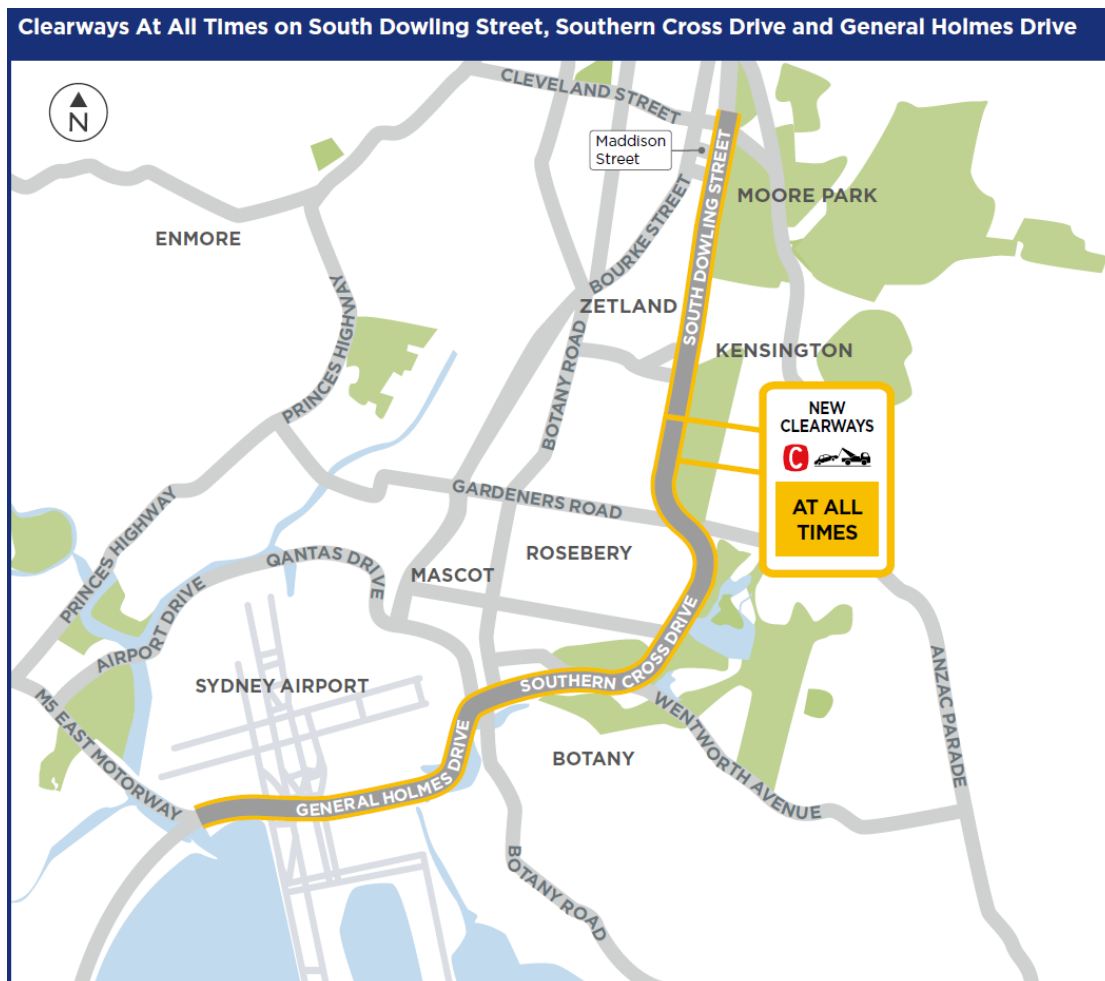 Clearways At All Times on South Dowling Street, Southern Cross Drive and General Holmes Drive
N
CLEVELAND STREET
Maddison
Street
MOORE PARK
ENMORE
BOURKE STREET
SOUTH DOWLING STREET
ZETLAND
PRINCES HIGHWAY
KENSINGTON
BOTANY ROAD
NEW
CLEARWAYS
C
AT ALL
TIMES
GARDENERS ROAD
PRINCES HIGHWAY
ROSEBERY
QANTAS DRIVE
MASCOT
AIRPORT DRIVE
SOUTHERN CROSS DRIVE
SYDNEY AIRPORT
ANZAC PARADE
M5 EAST MOTORWAY
WENTWORTH AVENUE
BOTANY
GENERAL HOLMES DRIVE
BOTANY ROAD